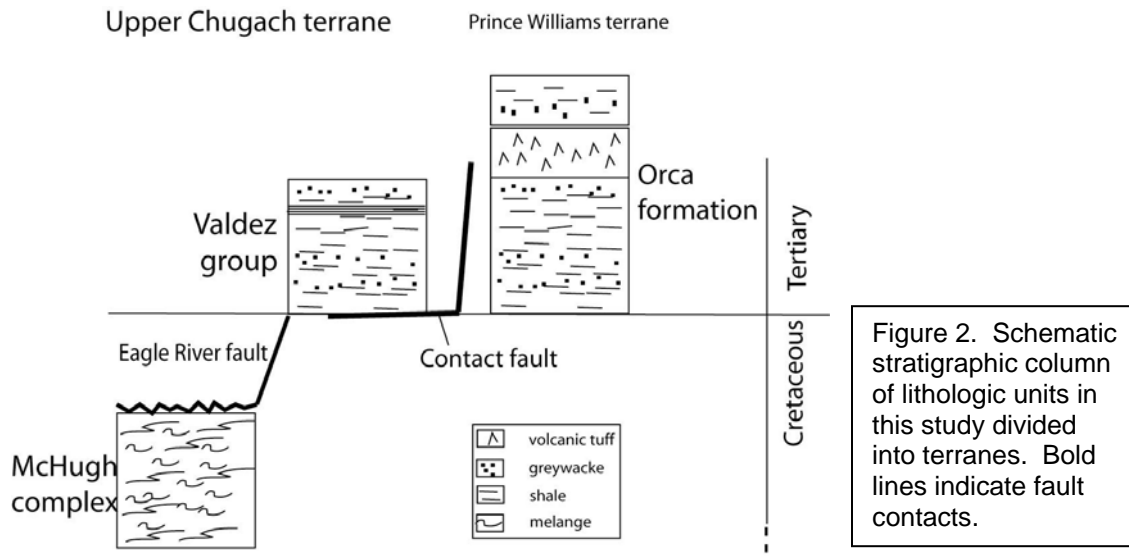 Upper Chugach terrane
Prince Williams terrane
Valdez
group
Orca
formation
Tertiary
Cretaceous
Eagle River fault
Contact fault
McHugh
complex
volcanic tuff
greywacke
shale
melange
Figure 2. Schematic
stratigraphic column
of lithologic units in
this study divided
into terranes. Bold
lines indicate fault
contacts.